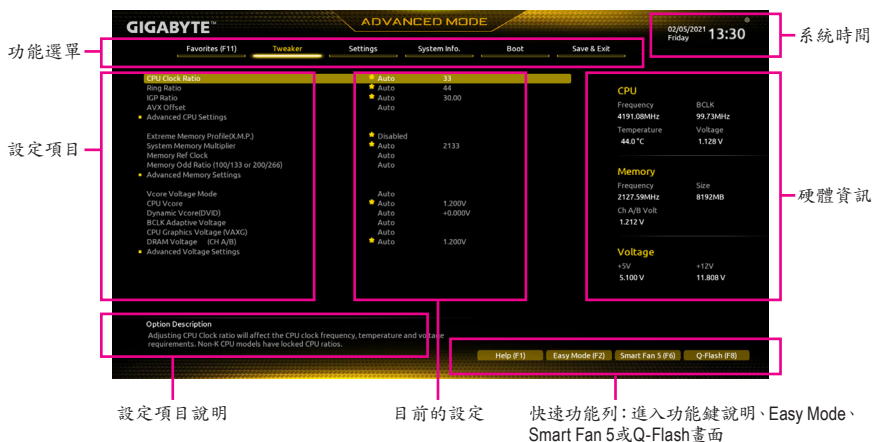 GIGABYTE™
ADVANCED MODE
02/05/2021
Friday
13:30
系統時間
功能選單
Favorites (F11) Tweaker Settings System Info. Boot Save & Exit
設定項目
CPU Clock Ratio Auto 33
Ring Ratio Auto 44
IGP Ratio Auto 30.00
AVX Offset Auto
Advanced CPU Settings
Extreme Memory Profile(X.M.P.) Disabled
System Memory Multiplier Auto 2133
Memory Ref Clock Auto
Memory Odd Ratio (100/133 or 200/266) Auto
Advanced Memory Settings
Vcore Voltage Mode Auto
CPU Vcore Auto 1.200V
Dynamic Vcore(DVID) Auto +0.000V
BCLK Adaptive Voltage Auto
CPU Graphics Voltage (VAXG) Auto
DRAM Voltage (CH A/B) Auto 1.200V
Advanced Voltage Settings
CPU
Frequency BCLK
4191.08MHz 99.73MHz
Temperature Voltage
44.0 °C 1.128 V
Memory
Frequency Size
2127.59MHz 8192MB
Ch A/B Volt
1.212 V
Voltage
+5V +12V
5.100 V 11.808 V
硬體資訊
Option Description
Adjusting CPU Clock ratio will affect the CPU clock frequency, temperature and voltage
requirements. Non-K CPU models have locked CPU ratios.
Help (F1) Easy Mode (F2) Smart Fan 5 (F6) Q-Flash (F8)
設定項目說明
目前的設定
快速功能列：進入功能鍵說明、Easy Mode、
Smart Fan 5或Q-Flash畫面